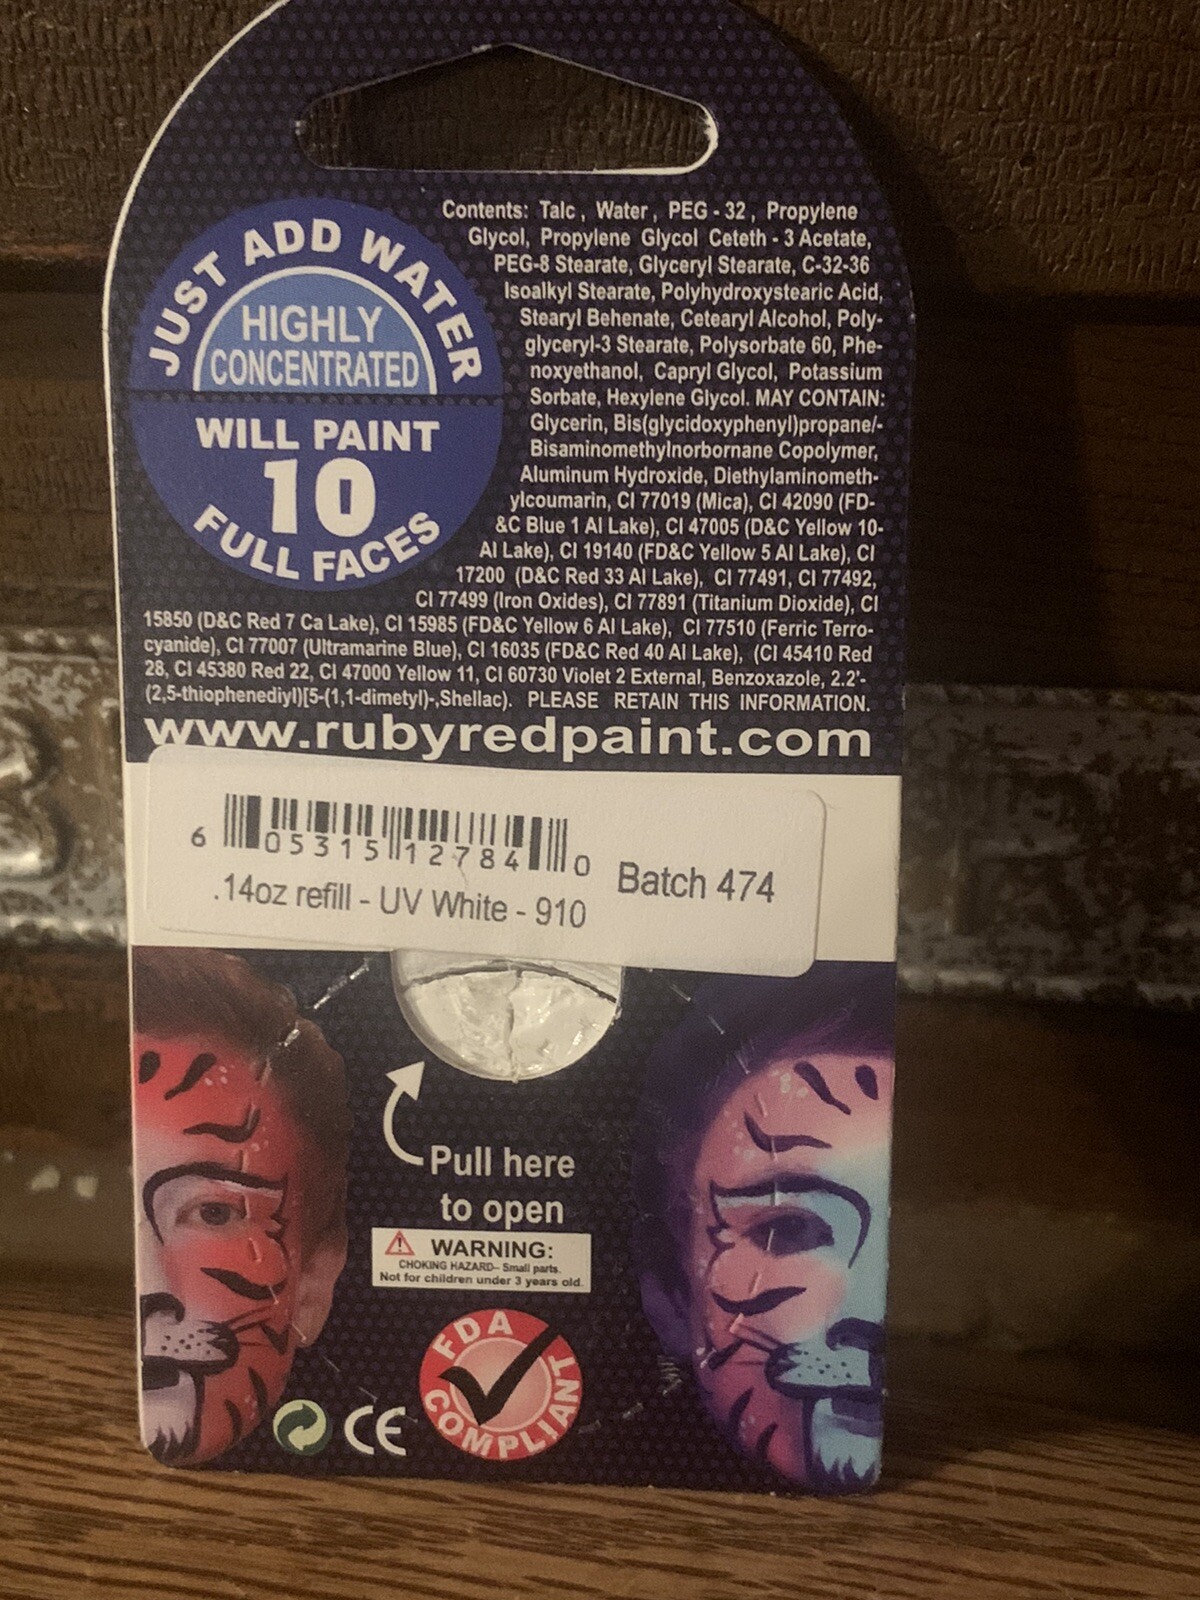 JUST ADD WATER
HIGHLY
CONCENTRATED
WILL PAINT
10
FULL FACES
Contents: Talc, Water, PEG - 32, Propylene
Glycol, Propylene Glycol Ceteth - 3 Acetate,
PEG-8 Stearate, Glyceryl Stearate, C-32-36
Isoalkyl Stearate, Polyhydroxystearic Acid,
Stearyl Behenate, Cetearyl Alcohol, Poly-
glyceryl-3 Stearate, Polysorbate 60, Phe-
noxyethanol, Capryl Glycol, Potassium
Sorbate, Hexylene Glycol. MAY CONTAIN:
Glycerin, Bis(glycidoxyphenyl)propane/-
Bisaminomethylnorbornane Copolymer,
Aluminum Hydroxide, Diethylaminometh-
ylcoumarin, CI 77019 (Mica), CI 42090 (FD-
&C Blue 1 Al Lake), CI 47005 (D&C Yellow 10-
Al Lake), CI 19140 (FD&C Yellow 5 Al Lake), CI
17200 (D&C Red 33 Al Lake), CI 77491, CI 77492,
CI 77499 (Iron Oxides), CI 77891 (Titanium Dioxide), CI
15850 (D&C Red 7 Ca Lake), CI 15985 (FD&C Yellow 6 Al Lake), CI 77510 (Ferric Terro-
cyanide), CI 77007 (Ultramarine Blue), CI 16035 (FD&C Red 40 Al Lake), (CI 45410 Red
28, CI 45380 Red 22, CI 47000 Yellow 11, CI 60730 Violet 2 External, Benzoxazole, 2.2'-
(2,5-thiophenediyl)[5-(1,1-dimetyl)-,Shellac). PLEASE RETAIN THIS INFORMATION.
www.rubyredpaint.com
6 05315 12784 0
Batch 474
.14oz refill - UV White - 910
Pull here
to open
WARNING:
CHOKING HAZARD– Small parts.
Not for children under 3 years old.
FDA
COMPLIANT
CE